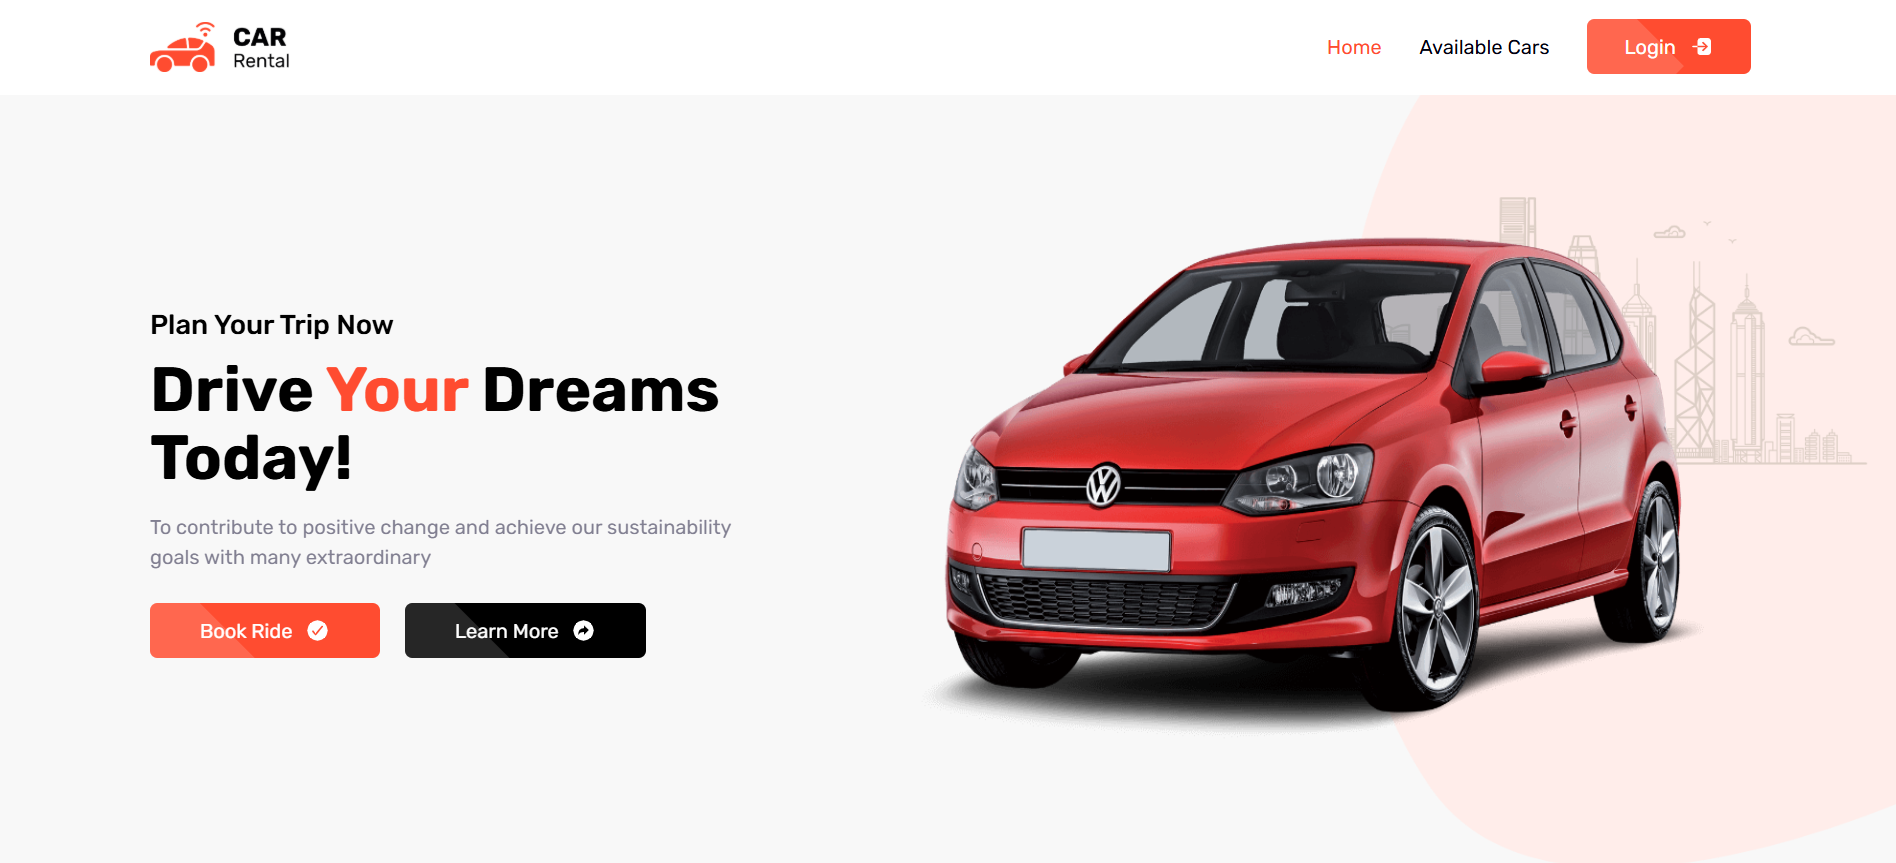 CAR
Rental
Home
Available Cars
Login
Plan Your Trip Now
Drive Your Dreams
Today!
To contribute to positive change and achieve our sustainability
goals with many extraordinary
Book Ride
Learn More